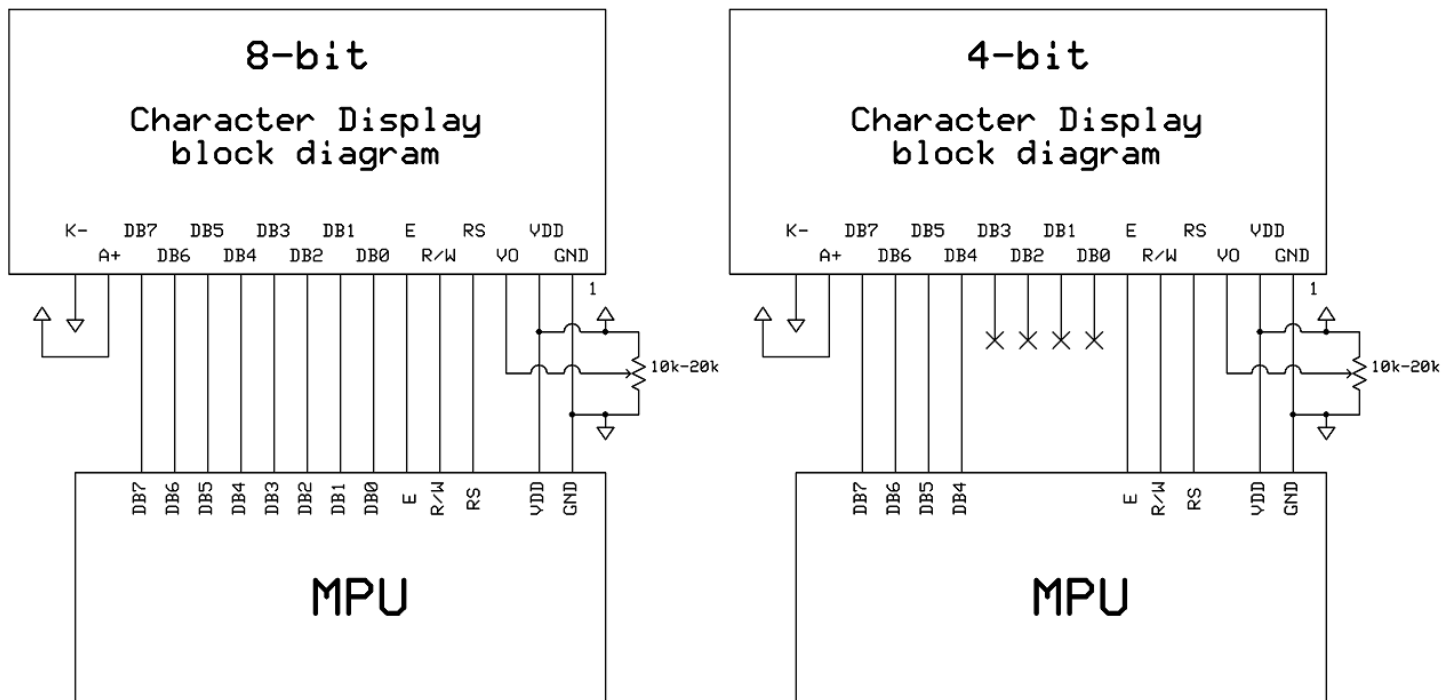 8-bit
Character Display
block diagram
K- DB7 DB5 DB3 DB1 E RS VDD
A+ DB6 DB4 DB2 DB0 R/W VO GND
1
10k-20k
DB7 DB6 DB5 DB4 DB3 DB2 DB1 DB0 E R/W RS VDD GND
MPU
4-bit
Character Display
block diagram
K- DB7 DB5 DB3 DB1 E RS VDD
A+ DB6 DB4 DB2 DB0 R/W VO GND
1
10k-20k
DB7 DB6 DB5 DB4 E R/W RS VDD GND
MPU